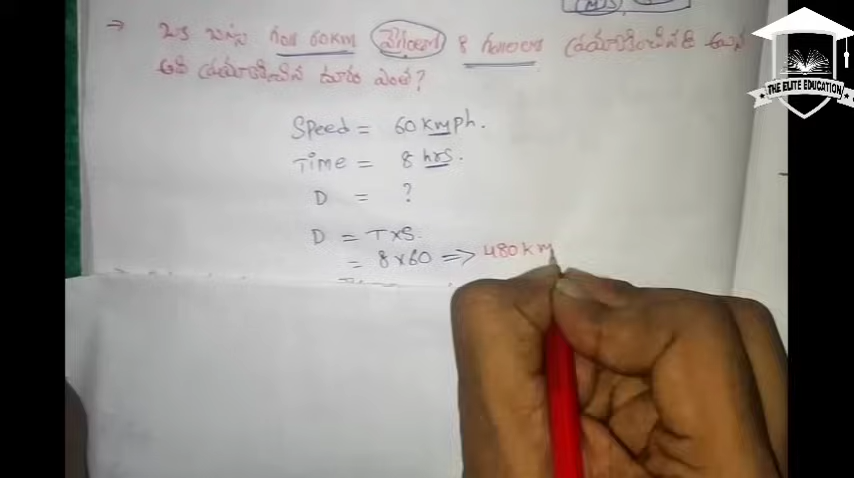 → ఒక బస్సు గం॥ 60km వేగంతో 8 గంటలు ప్రయాణించిన
అది ప్రయాణించిన దూరం ఎంత?
Speed = 60 kmph.
Time = 8 hrs.
D = ?
D = T×S.
= 8×60 => 480 km
THE ELITE EDUCATION